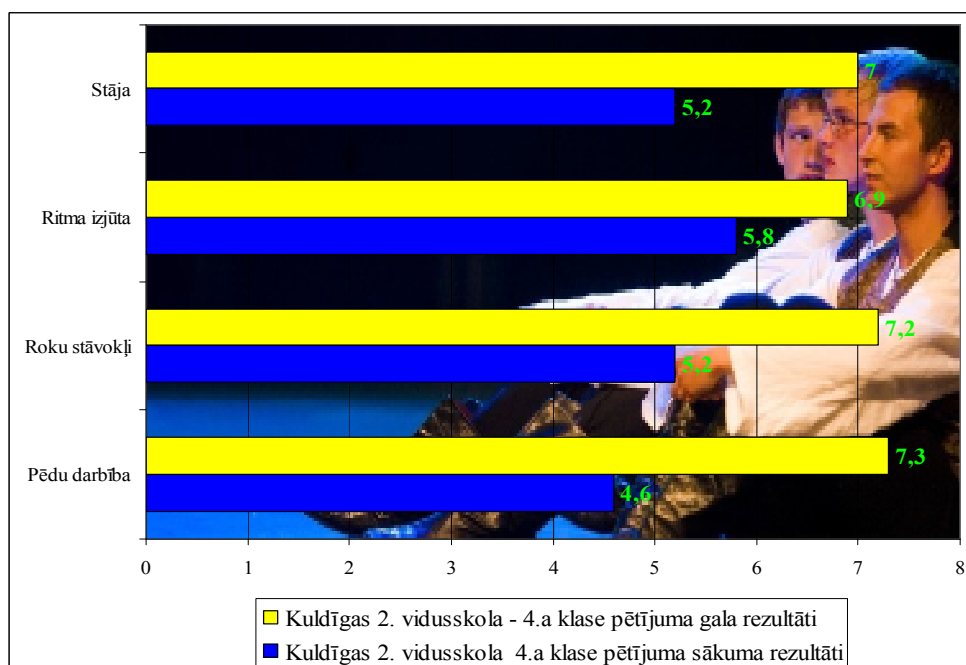 Stāja
7
5,2
Ritma izjūta
6,9
5,8
Roku stāvokļi
7,2
5,2
Pēdu darbība
7,3
4,6
0 1 2 3 4 5 6 7 8
Kuldīgas 2. vidusskola - 4.a klase pētījuma gala rezultāti
Kuldīgas 2. vidusskola 4.a klase pētījuma sākuma rezultāti